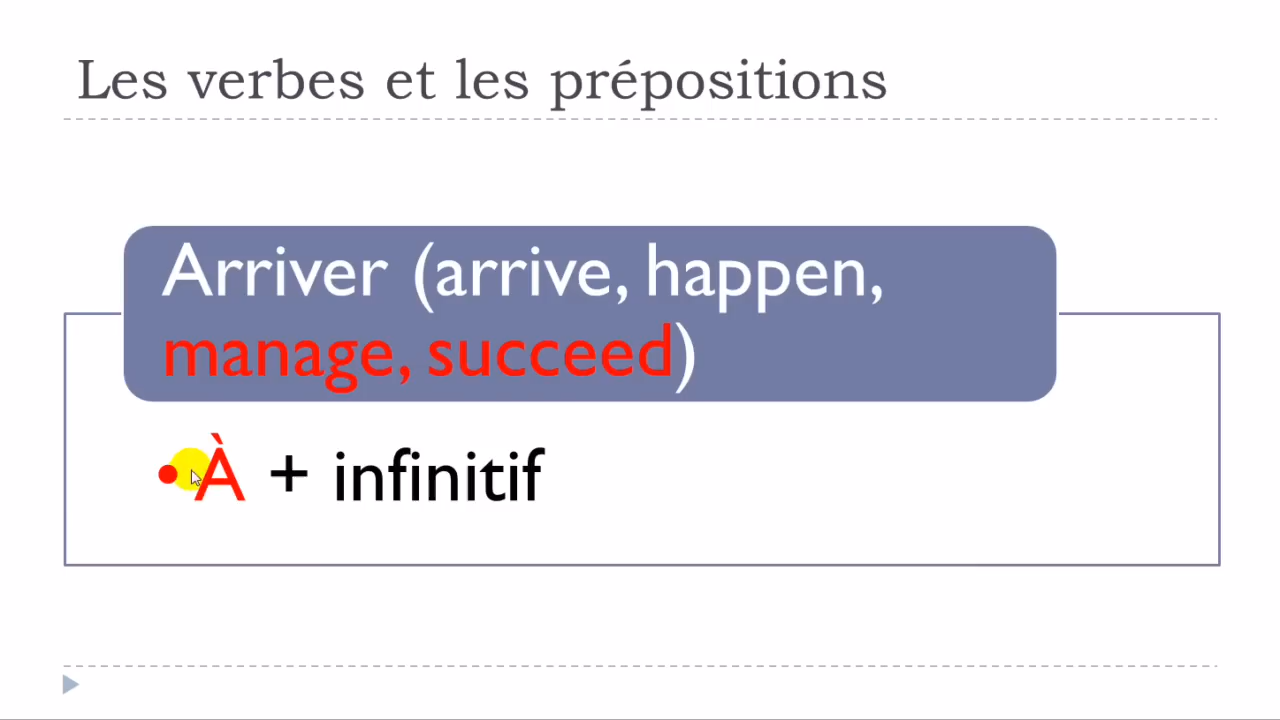 Les verbes et les prépositions
Arriver (arrive, happen,
manage, succeed)
• À + infinitif